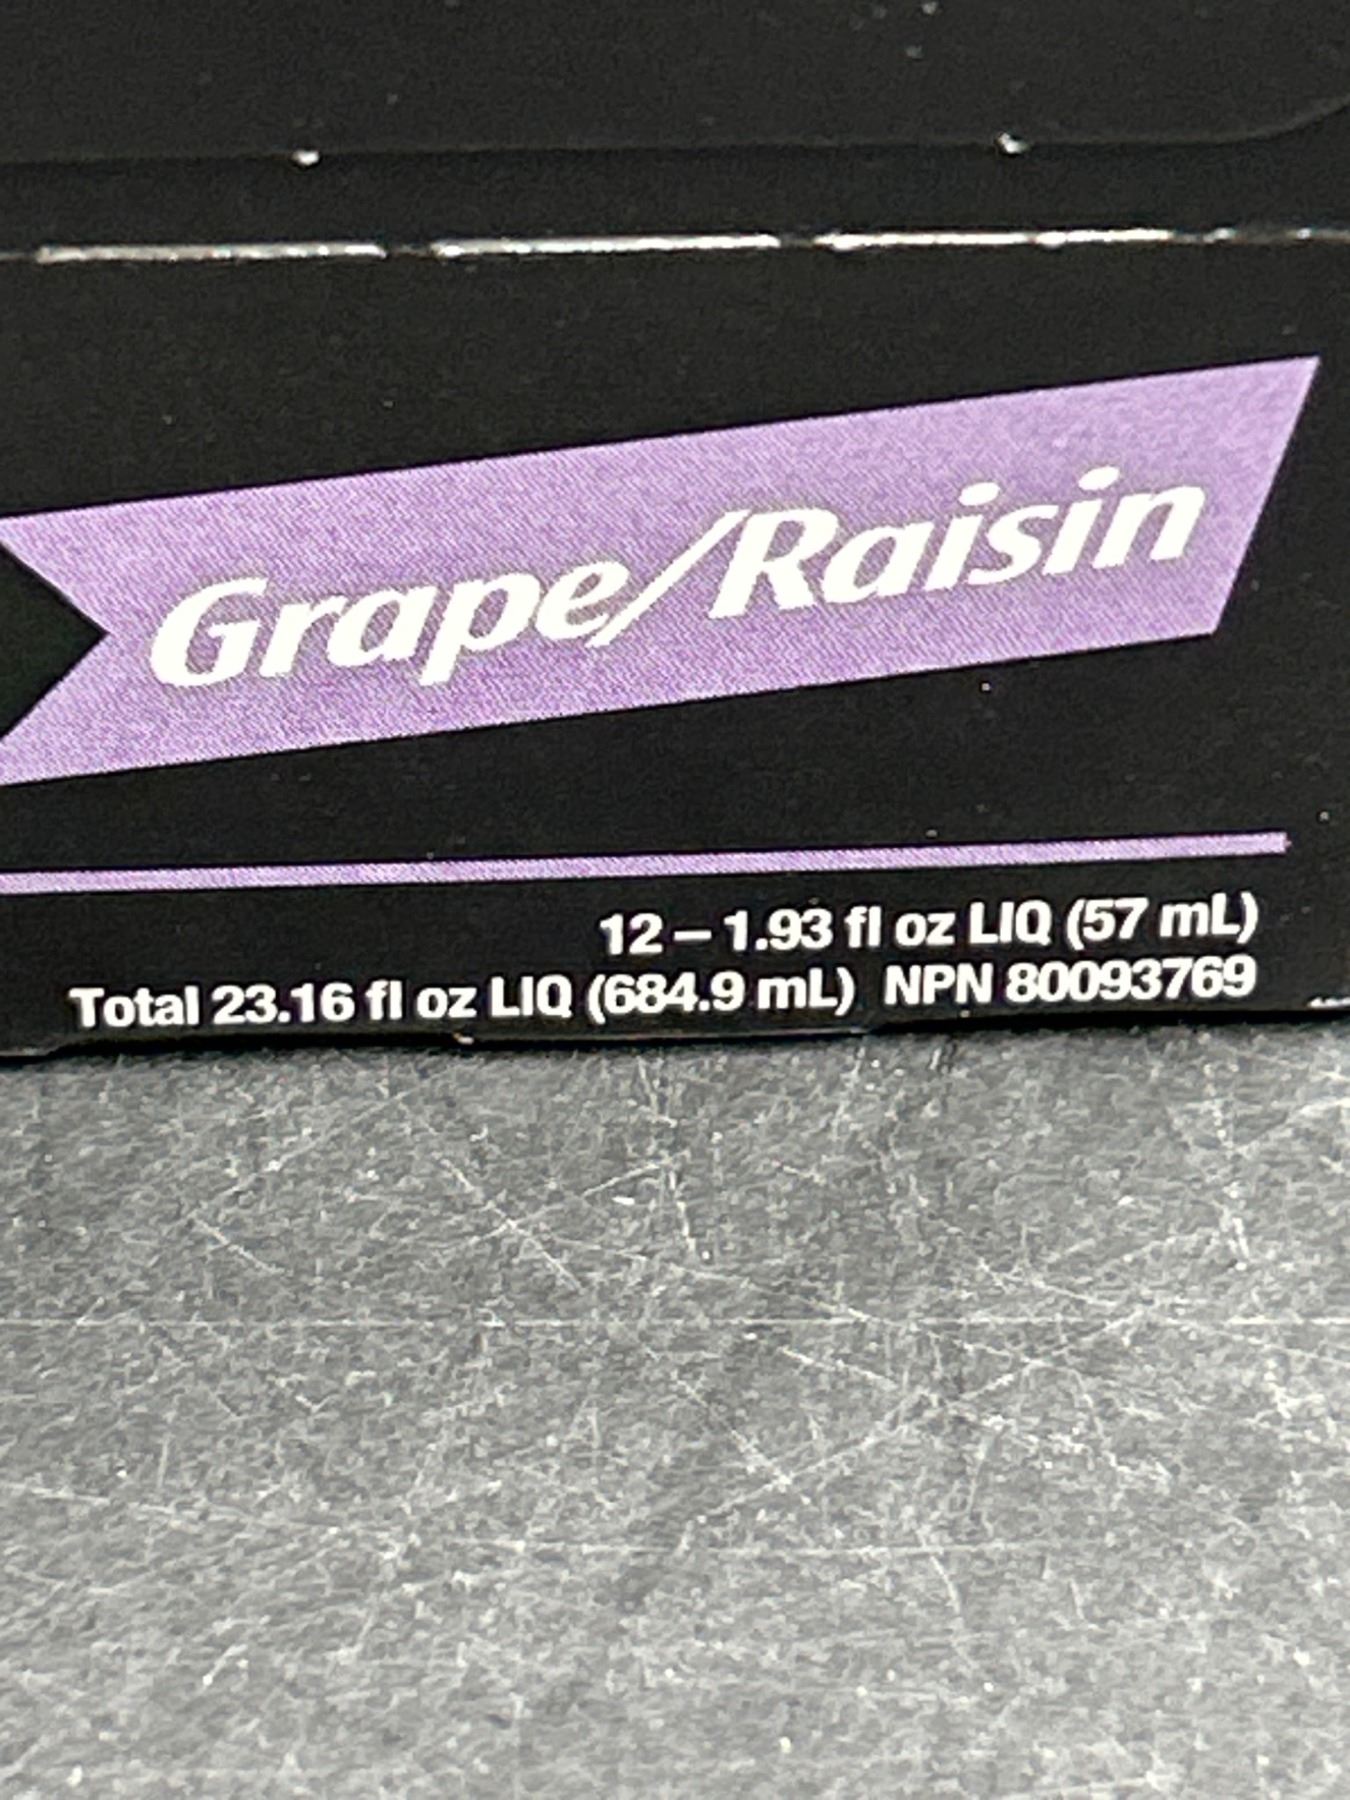 Grape/Raisin
12 – 1.93 fl oz LIQ (57 mL)
Total 23.16 fl oz LIQ (684.9 mL) NPN 80093769